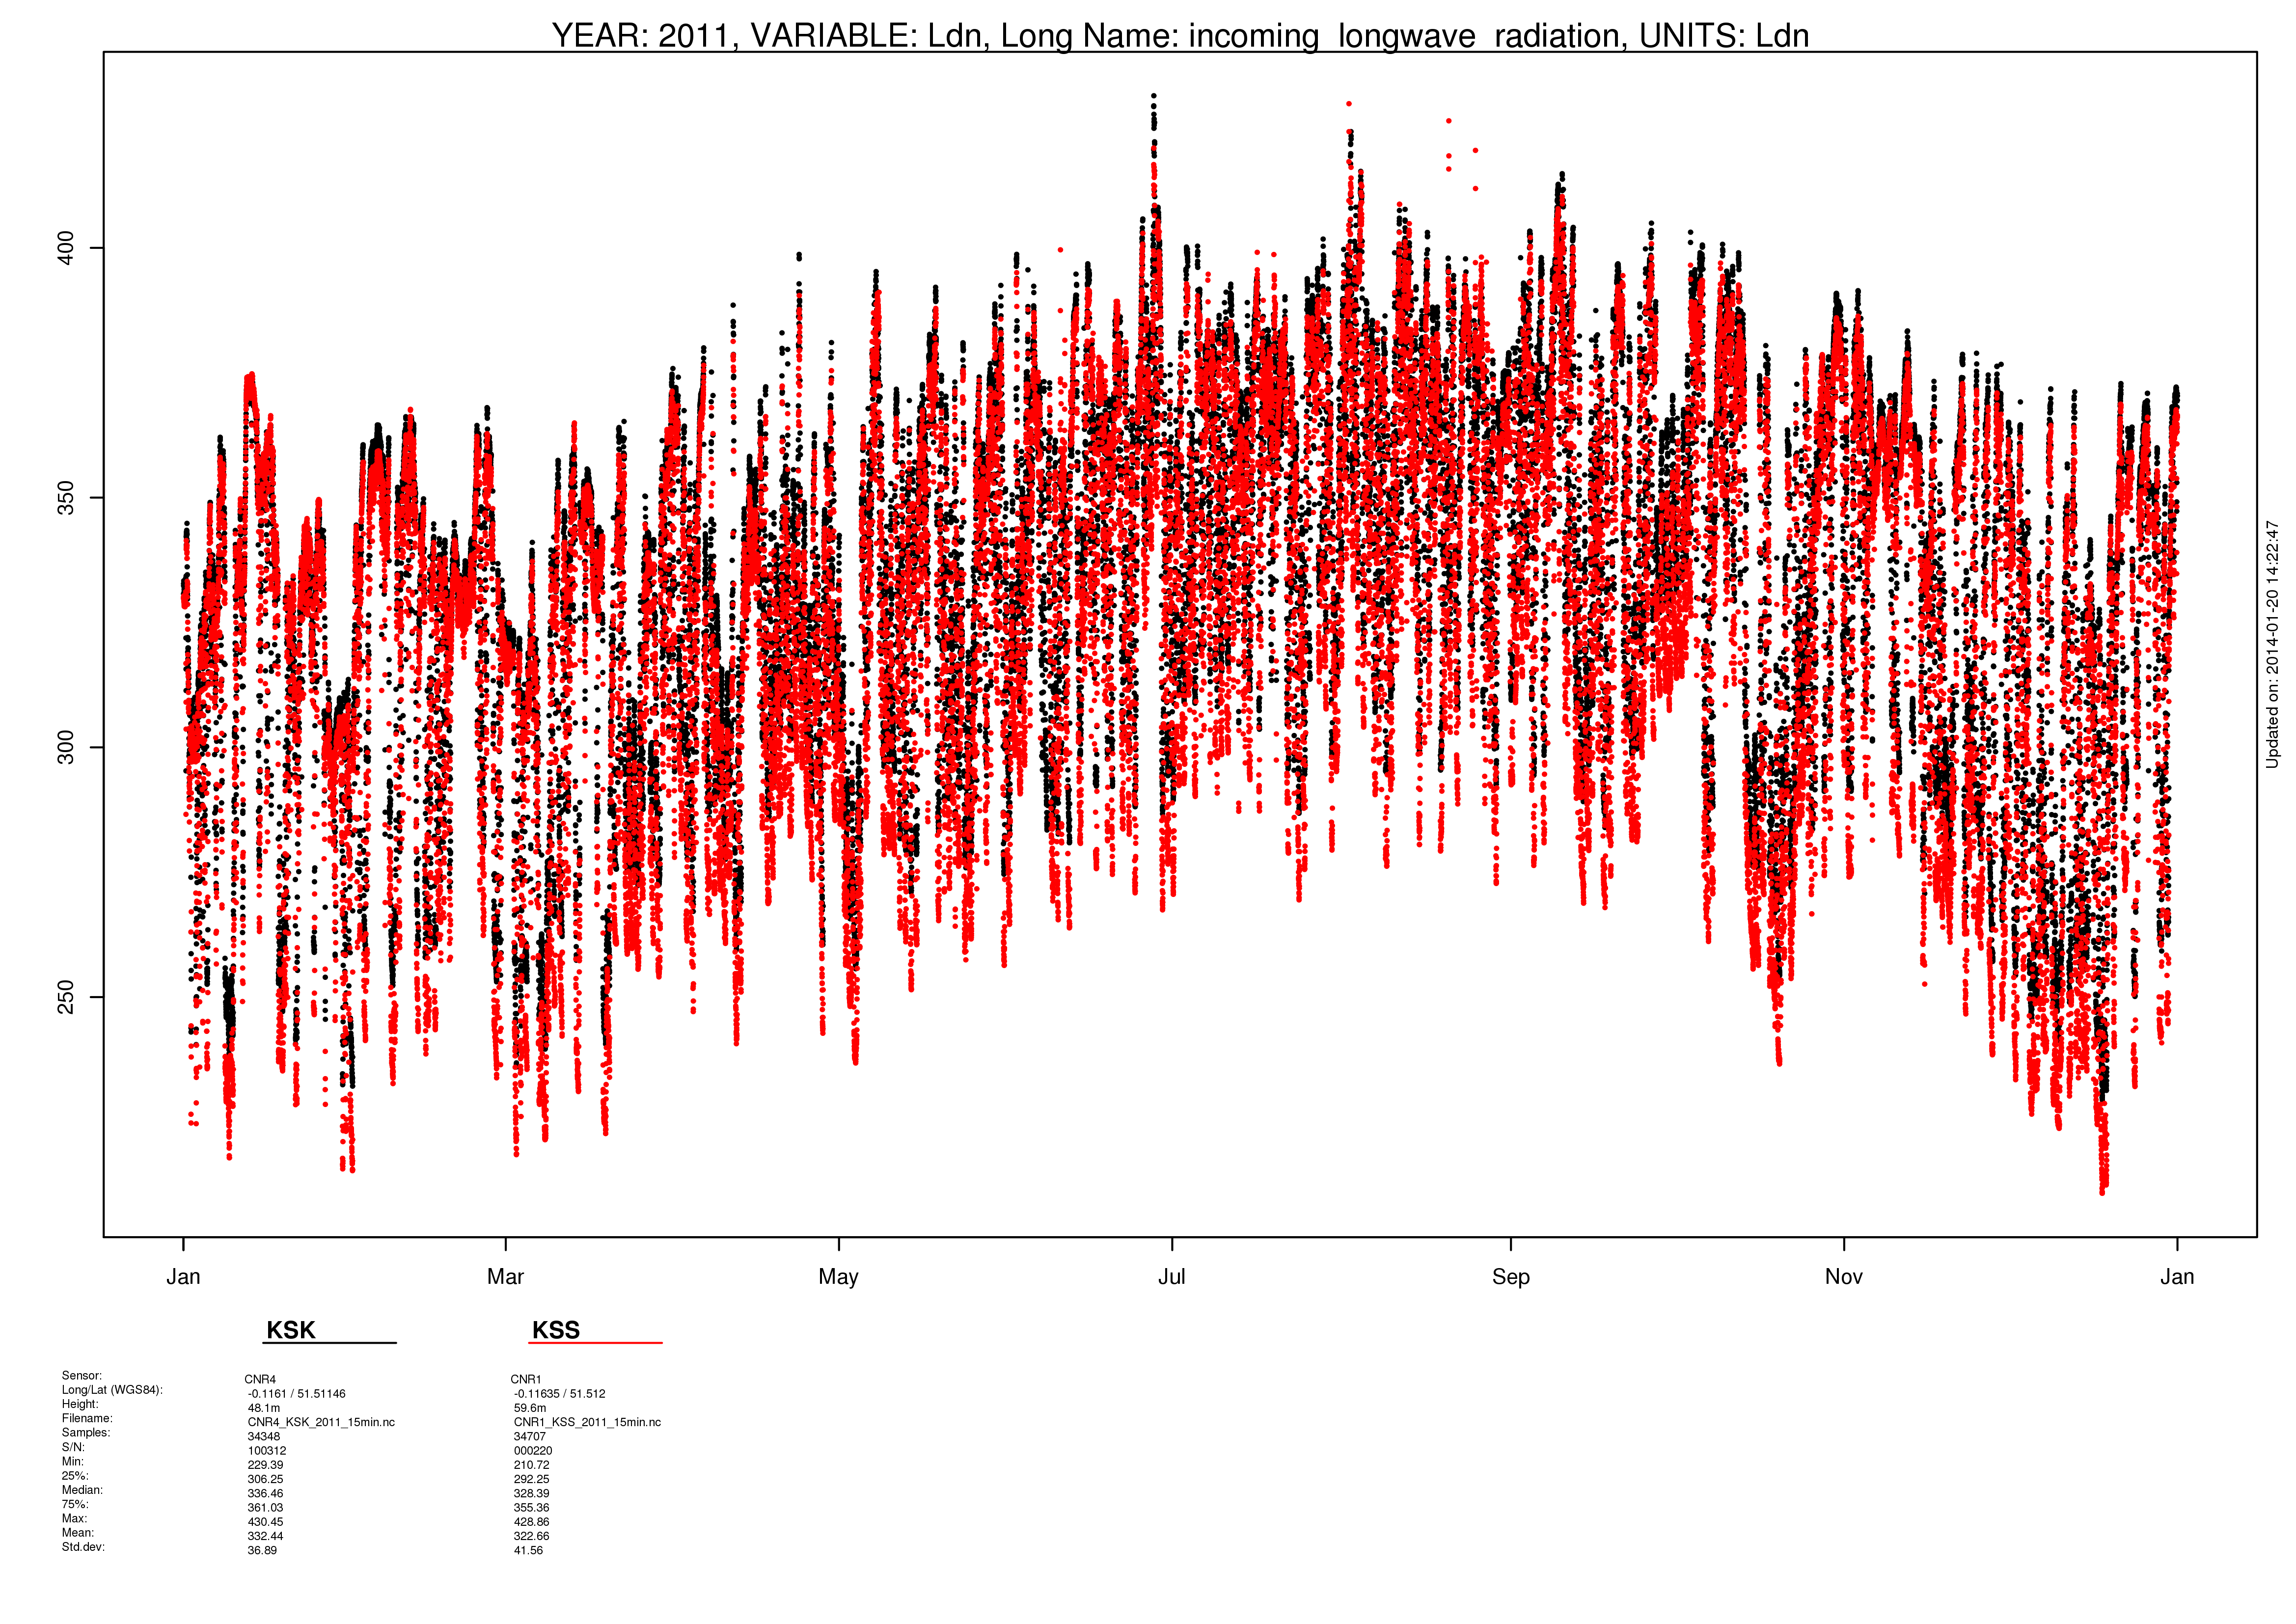 YEAR: 2011, VARIABLE: Ldn, Long Name: incoming longwave radiation, UNITS: Ldn
400
350
300
250
Updated on: 2014-01-20 14:22:47
Jan Mar May Jul Sep Nov Jan
KSK KSS
Sensor: CNR4 CNR1
Long/Lat (WGS84): -0.1161 / 51.51146 -0.11635 / 51.512
Height: 48.1m 59.6m
Filename: CNR4_KSK_2011_15min.nc CNR1_KSS_2011_15min.nc
Samples: 34348 34707
S/N: 100312 000220
Min: 229.39 210.72
25%: 306.25 292.25
Median: 336.46 328.39
75%: 361.03 355.36
Max: 430.45 428.86
Mean: 332.44 322.66
Std.dev: 36.89 41.56